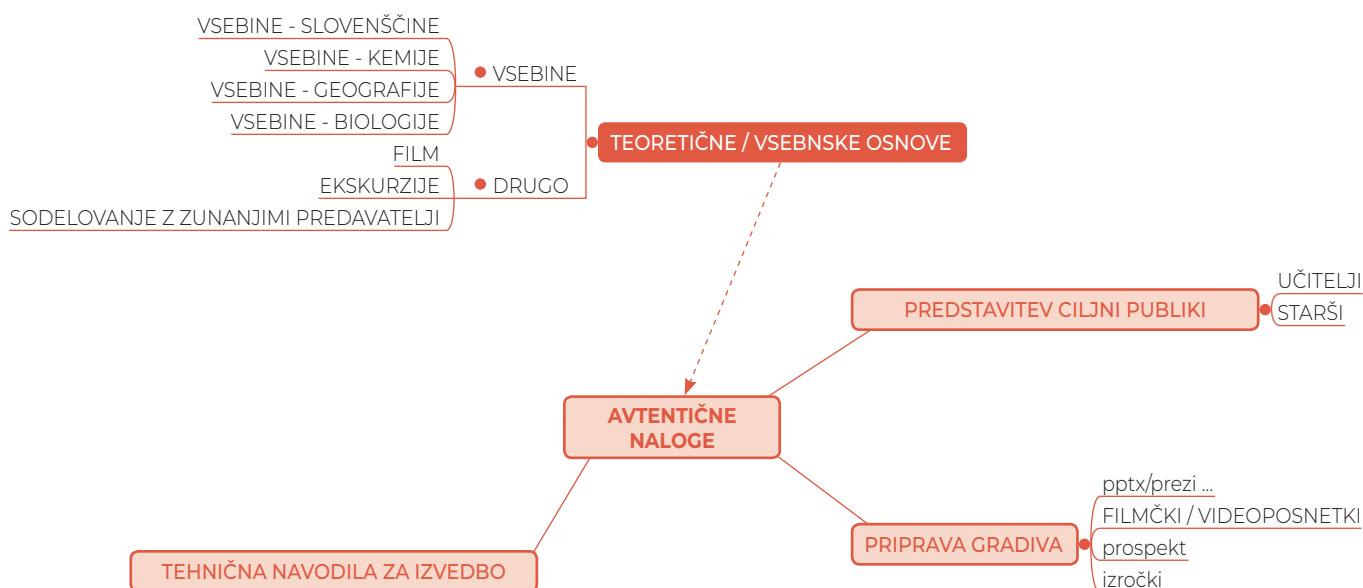 VSEBINE - SLOVENŠČINE
VSEBINE - KEMIJE
VSEBINE - GEOGRAFIJE
VSEBINE - BIOLOGIJE
VSEBINE
FILM
EKSKURZIJE
SODELOVANJE Z ZUNANJIMI PREDAVATELJI
DRUGO
TEORETIČNE / VSEBNSKE OSNOVE
PREDSTAVITEV CILJNI PUBLIKI
UČITELJI
STARŠI
AVTENTIČNE
NALOGE
PRIPRAVA GRADIVA
pptx/prezi ...
FILMČKI / VIDEOPOSNETKI
prospekt
izročki
TEHNIČNA NAVODILA ZA IZVEDBO